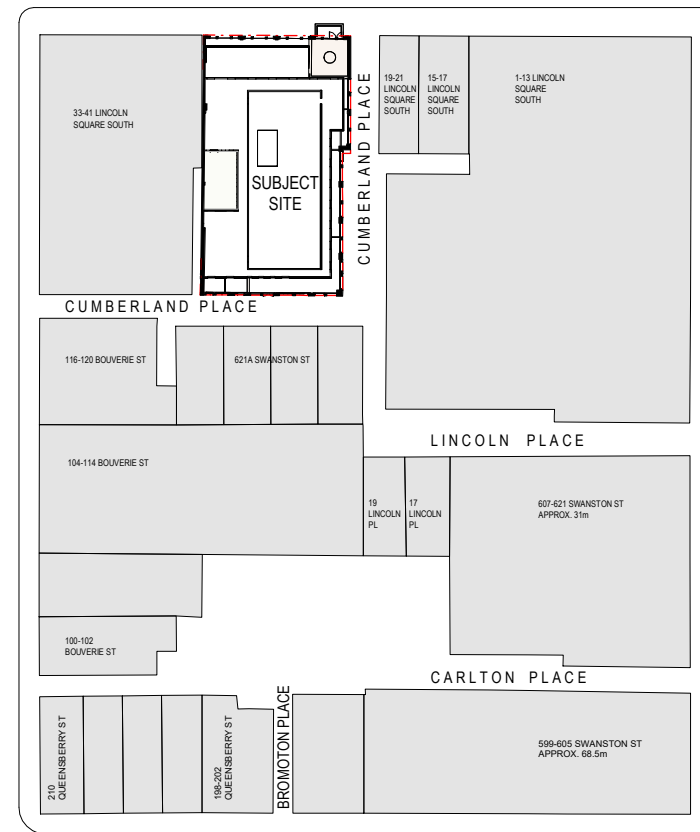 33-41 LINCOLN
SQUARE SOUTH
SUBJECT
SITE
CUMBERLAND PLACE
19-21
LINCOLN
SQUARE
SOUTH
15-17
LINCOLN
SQUARE
SOUTH
1-13 LINCOLN
SQUARE
SOUTH
CUMBERLAND PLACE
116-120 BOUVERIE ST
621A SWANSTON ST
LINCOLN PLACE
104-114 BOUVERIE ST
19
LINCOLN
PL
17
LINCOLN
PL
607-621 SWANSTON ST
APPROX. 31m
100-102
BOUVERIE ST
CARLTON PLACE
210
QUEENSBERRY ST
198-202
QUEENSBERRY ST
BROMOTON PLACE
599-605 SWANSTON ST
APPROX. 68.5m